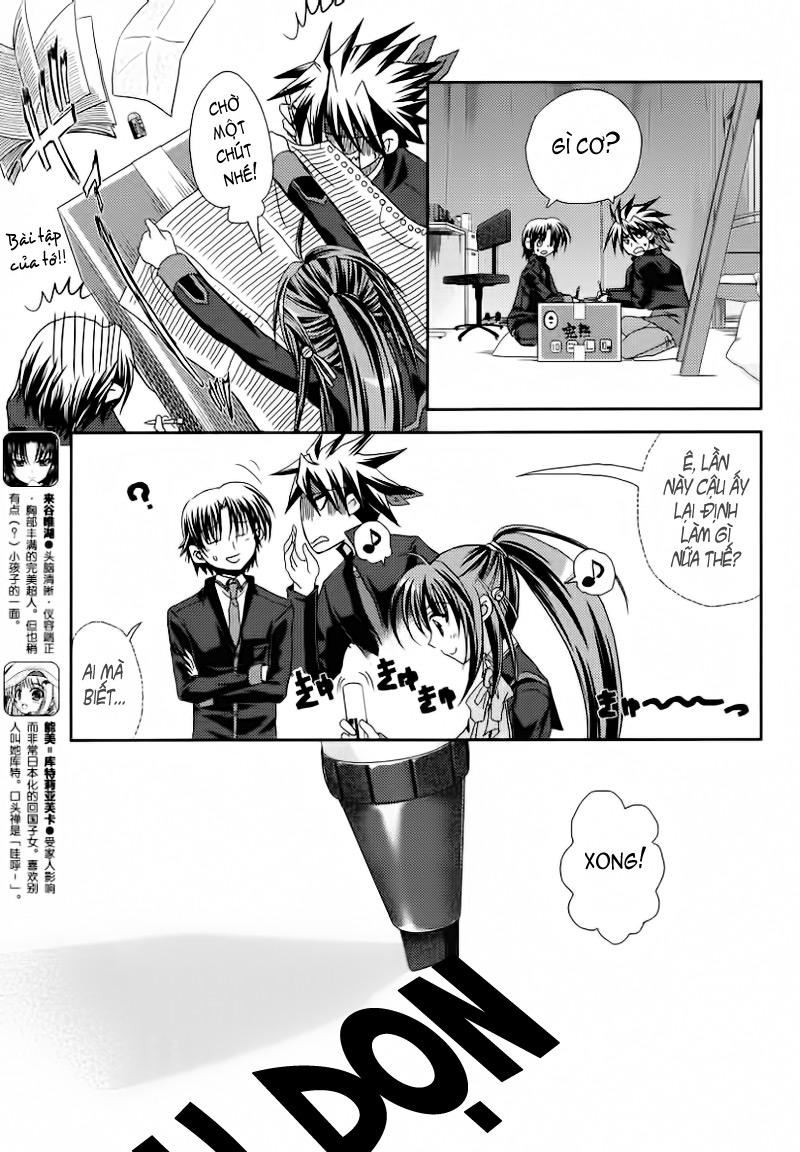 GÌ CƠ?
CHỜ
MỘT
CHÚT
NHÉ!
Bài tập
của tớ!!
Ê, LẦN
NÀY CẬU ẤY
LẠI ĐỊNH
LÀM GÌ
NỮA THẾ?
?
♪
♪
AI MÀ
BIẾT...
きゅ
きゅ
きゅ
きゅ〜〜っ
来谷唯湖●头脑清晰·仪容端正
·胸部丰满的完美超人。但也稍
有点（？）小孩子的一面。
能美=库特莉亚芙卡●受家人影响
而非常日本化的回国子女。喜欢别
人叫她库特。口头禅是「哇呼~」。
XONG!
DỌN